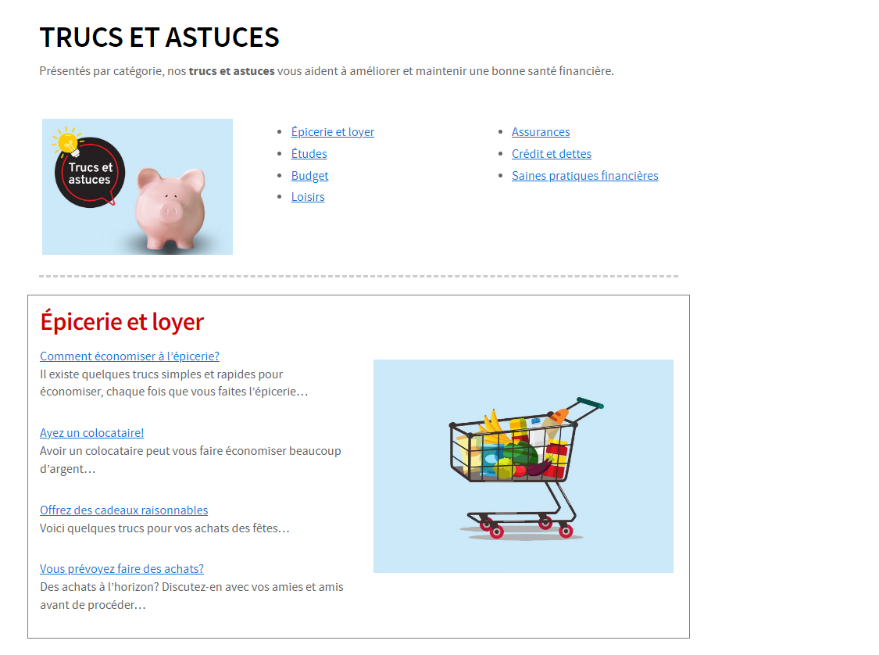 TRUCS ET ASTUCES
Présentés par catégorie, nos trucs et astuces vous aident à améliorer et maintenir une bonne santé financière.
Trucs et
astuces
Épicerie et loyer
Études
Budget
Loisirs
Assurances
Crédit et dettes
Saines pratiques financières
Épicerie et loyer
Comment économiser à l'épicerie?
Il existe quelques trucs simples et rapides pour
économiser, chaque fois que vous faites l'épicerie…
Ayez un colocataire!
Avoir un colocataire peut vous faire économiser beaucoup
d'argent…
Offrez des cadeaux raisonnables
Voici quelques trucs pour vos achats des fêtes…
Vous prévoyez faire des achats?
Des achats à l'horizon? Discutez-en avec vos amies et amis
avant de procéder…